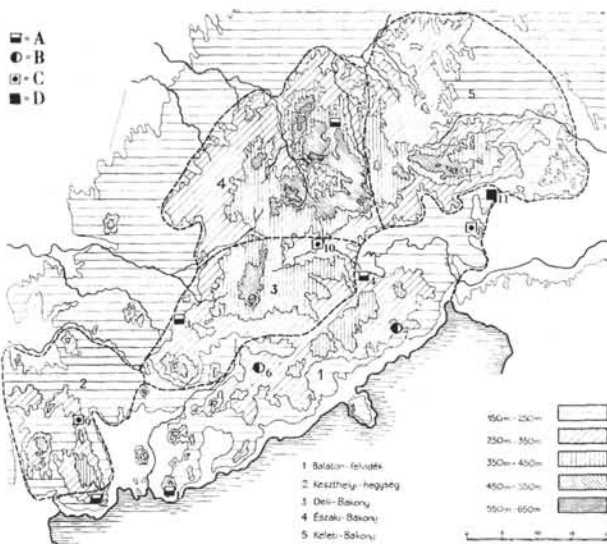 = A
= B
= C
= D
5
4
11
10
3
2
1
6
150m - 250m
250m - 350m
350m - 450m
450m - 550m
550m - 650m
1 Balaton-felvidék
2 Keszthelyi-hegység
3 Déli-Bakony
4 Északi-Bakony
5 Keleti-Bakony